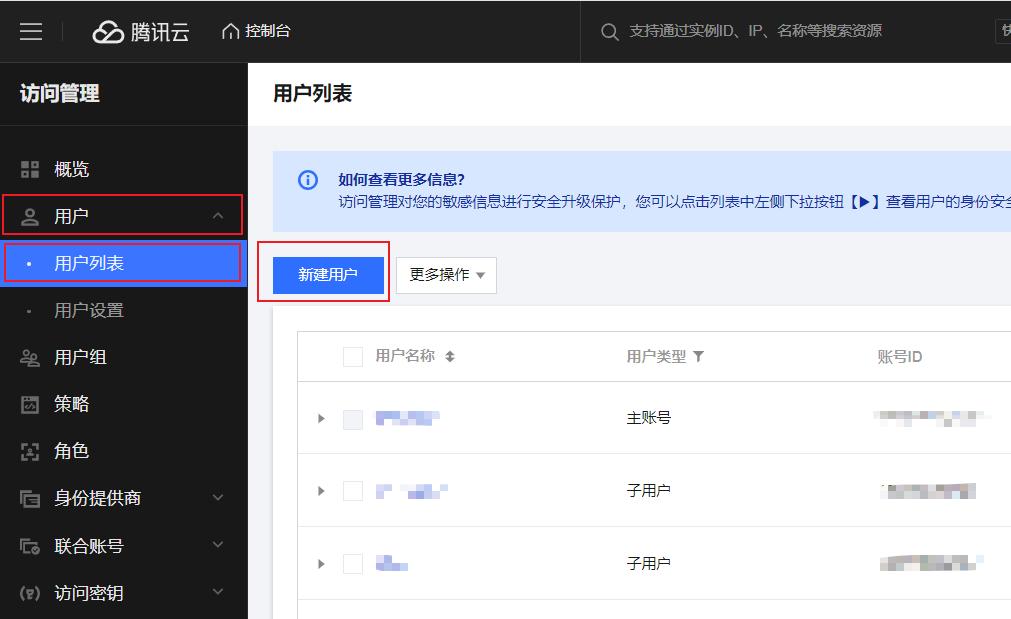 腾讯云 控制台 支持通过实例ID、IP、名称等搜索资源 快
访问管理
用户列表
概览
如何查看更多信息?
访问管理对您的敏感信息进行安全升级保护，您可以点击列表中左侧下拉按钮【▶】查看用户的身份安全
用户
用户列表
新建用户 更多操作
用户设置
用户组
用户名称 用户类型 账号ID
策略
主账号
角色
身份提供商
子用户
联合账号
子用户
访问密钥